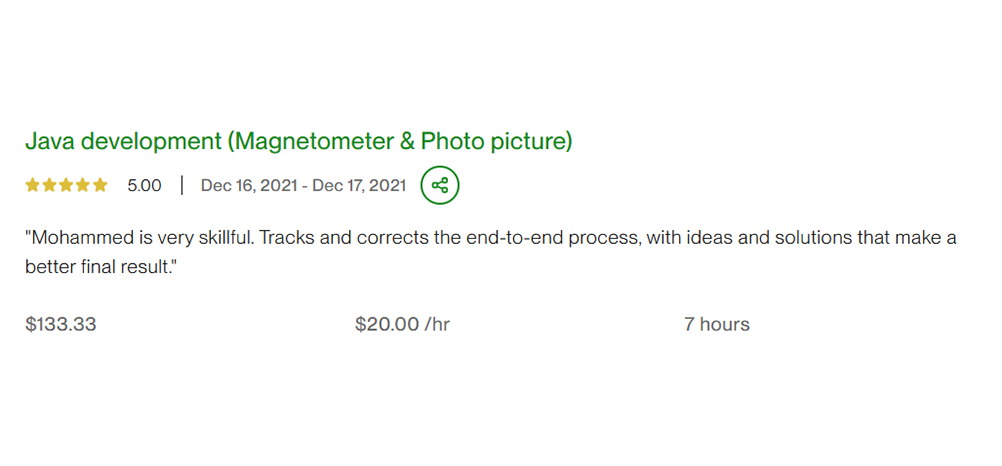 Java development (Magnetometer & Photo picture)
5.00 | Dec 16, 2021 - Dec 17, 2021
"Mohammed is very skillful. Tracks and corrects the end-to-end process, with ideas and solutions that make a
better final result."
$133.33 $20.00 /hr 7 hours